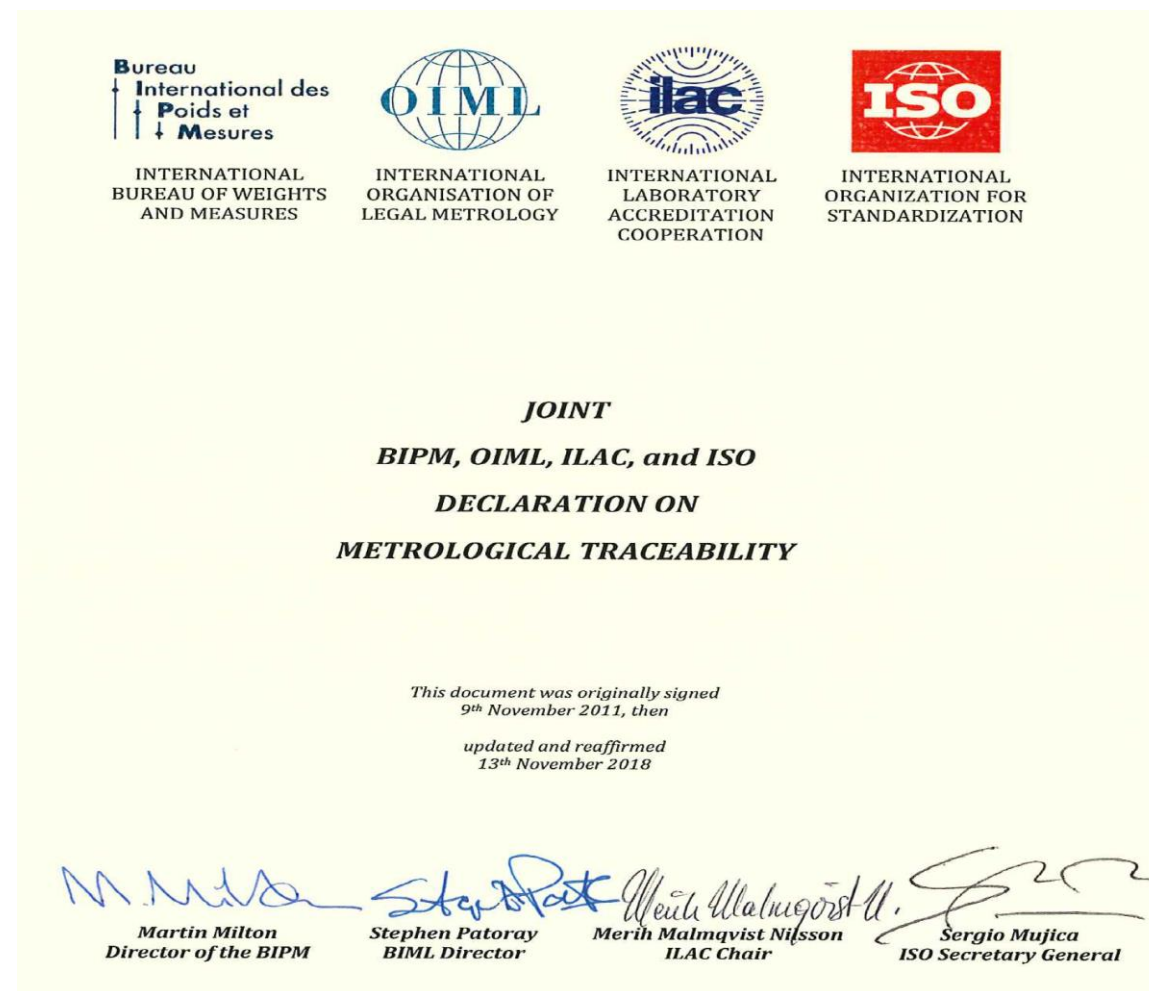 Bureau
International des
Poids et
Mesures
OIML
ilac
ISO
INTERNATIONAL
BUREAU OF WEIGHTS
AND MEASURES
INTERNATIONAL
ORGANISATION OF
LEGAL METROLOGY
INTERNATIONAL
LABORATORY
ACCREDITATION
COOPERATION
INTERNATIONAL
ORGANIZATION FOR
STANDARDIZATION
JOINT
BIPM, OIML, ILAC, and ISO
DECLARATION ON
METROLOGICAL TRACEABILITY
This document was originally signed
9th November 2011, then
updated and reaffirmed
13th November 2018
M. Milton
Merih Malmqvist N.
Martin Milton
Director of the BIPM
Stephen Patoray
BIML Director
Merih Malmqvist Nilsson
ILAC Chair
Sergio Mujica
ISO Secretary General